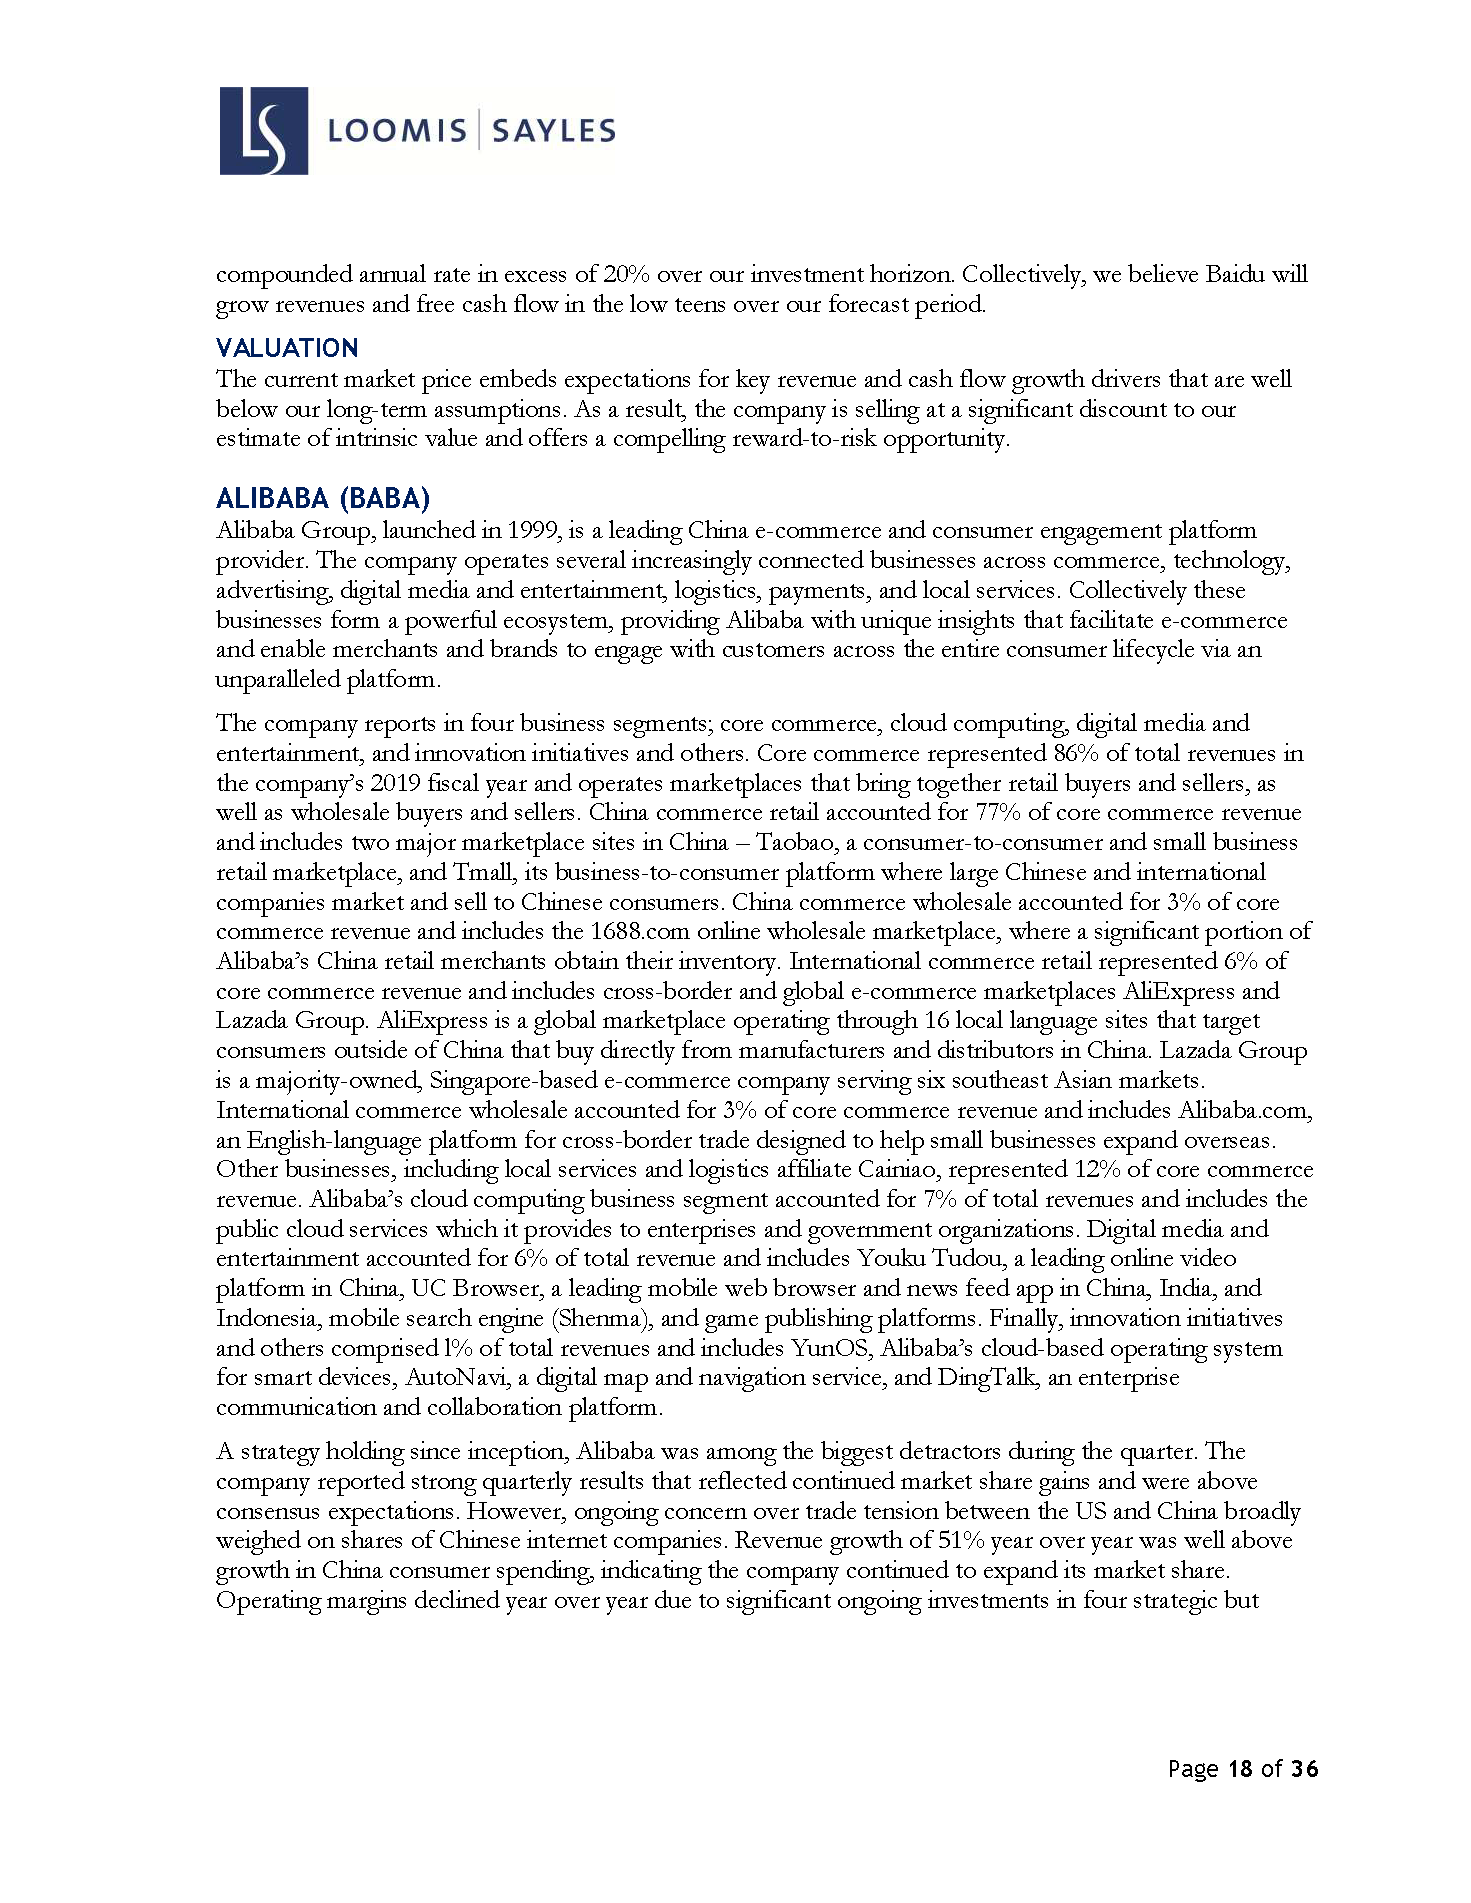 LS LOOMIS | SAYLES
compounded annual rate in excess of 20% over our investment horizon. Collectively, we believe Baidu will
grow revenues and free cash flow in the low teens over our forecast period.
VALUATION
The current market price embeds expectations for key revenue and cash flow growth drivers that are well
below our long-term assumptions. As a result, the company is selling at a significant discount to our
estimate of intrinsic value and offers a compelling reward-to-risk opportunity.
ALIBABA (BABA)
Alibaba Group, launched in 1999, is a leading China e-commerce and consumer engagement platform
provider. The company operates several increasingly connected businesses across commerce, technology,
advertising, digital media and entertainment, logistics, payments, and local services. Collectively these
businesses form a powerful ecosystem, providing Alibaba with unique insights that facilitate e-commerce
and enable merchants and brands to engage with customers across the entire consumer lifecycle via an
unparalleled platform.
The company reports in four business segments; core commerce, cloud computing, digital media and
entertainment, and innovation initiatives and others. Core commerce represented 86% of total revenues in
the company's 2019 fiscal year and operates marketplaces that bring together retail buyers and sellers, as
well as wholesale buyers and sellers. China commerce retail accounted for 77% of core commerce revenue
and includes two major marketplace sites in China – Taobao, a consumer-to-consumer and small business
retail marketplace, and Tmall, its business-to-consumer platform where large Chinese and international
companies market and sell to Chinese consumers. China commerce wholesale accounted for 3% of core
commerce revenue and includes the 1688.com online wholesale marketplace, where a significant portion of
Alibaba's China retail merchants obtain their inventory. International commerce retail represented 6% of
core commerce revenue and includes cross-border and global e-commerce marketplaces AliExpress and
Lazada Group. AliExpress is a global marketplace operating through 16 local language sites that target
consumers outside of China that buy directly from manufacturers and distributors in China. Lazada Group
is a majority-owned, Singapore-based e-commerce company serving six southeast Asian markets.
International commerce wholesale accounted for 3% of core commerce revenue and includes Alibaba.com,
an English-language platform for cross-border trade designed to help small businesses expand overseas.
Other businesses, including local services and logistics affiliate Cainiao, represented 12% of core commerce
revenue. Alibaba's cloud computing business segment accounted for 7% of total revenues and includes the
public cloud services which it provides to enterprises and government organizations. Digital media and
entertainment accounted for 6% of total revenue and includes Youku Tudou, a leading online video
platform in China, UC Browser, a leading mobile web browser and news feed app in China, India, and
Indonesia, mobile search engine (Shenma), and game publishing platforms. Finally, innovation initiatives
and others comprised l% of total revenues and includes YunOS, Alibaba's cloud-based operating system
for smart devices, AutoNavi, a digital map and navigation service, and DingTalk, an enterprise
communication and collaboration platform.
A strategy holding since inception, Alibaba was among the biggest detractors during the quarter. The
company reported strong quarterly results that reflected continued market share gains and were above
consensus expectations. However, ongoing concern over trade tension between the US and China broadly
weighed on shares of Chinese internet companies. Revenue growth of 51% year over year was well above
growth in China consumer spending, indicating the company continued to expand its market share.
Operating margins declined year over year due to significant ongoing investments in four strategic but
Page 18 of 36